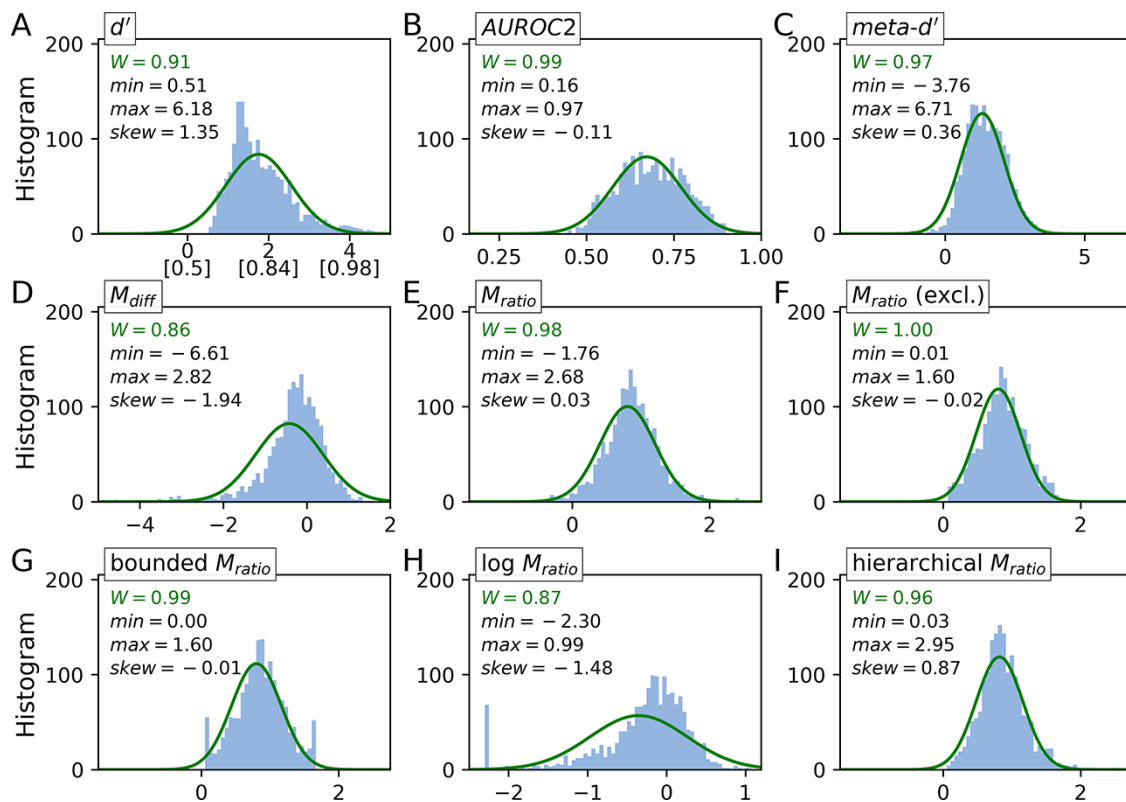 A
d′
200
100
0
Histogram
W = 0.91
min = 0.51
max = 6.18
skew = 1.35
0
2
4
[0.5]
[0.84]
[0.98]
B
AUROC2
200
100
0
W = 0.99
min = 0.16
max = 0.97
skew = − 0.11
0.25
0.50
0.75
1.00
C
meta-d′
200
100
0
W = 0.97
min = − 3.76
max = 6.71
skew = 0.36
0
5
D
M_diff
200
100
0
Histogram
W = 0.86
min = − 6.61
max = 2.82
skew = − 1.94
−4
−2
0
2
E
M_ratio
200
100
0
W = 0.98
min = − 1.76
max = 2.68
skew = 0.03
0
2
F
M_ratio (excl.)
200
100
0
W = 1.00
min = 0.01
max = 1.60
skew = − 0.02
0
2
G
bounded M_ratio
200
100
0
Histogram
W = 0.99
min = 0.00
max = 1.60
skew = − 0.01
0
2
H
log M_ratio
200
100
0
W = 0.87
min = − 2.30
max = 0.99
skew = − 1.48
−2
−1
0
1
I
hierarchical M_ratio
200
100
0
W = 0.96
min = 0.03
max = 2.95
skew = 0.87
0
2